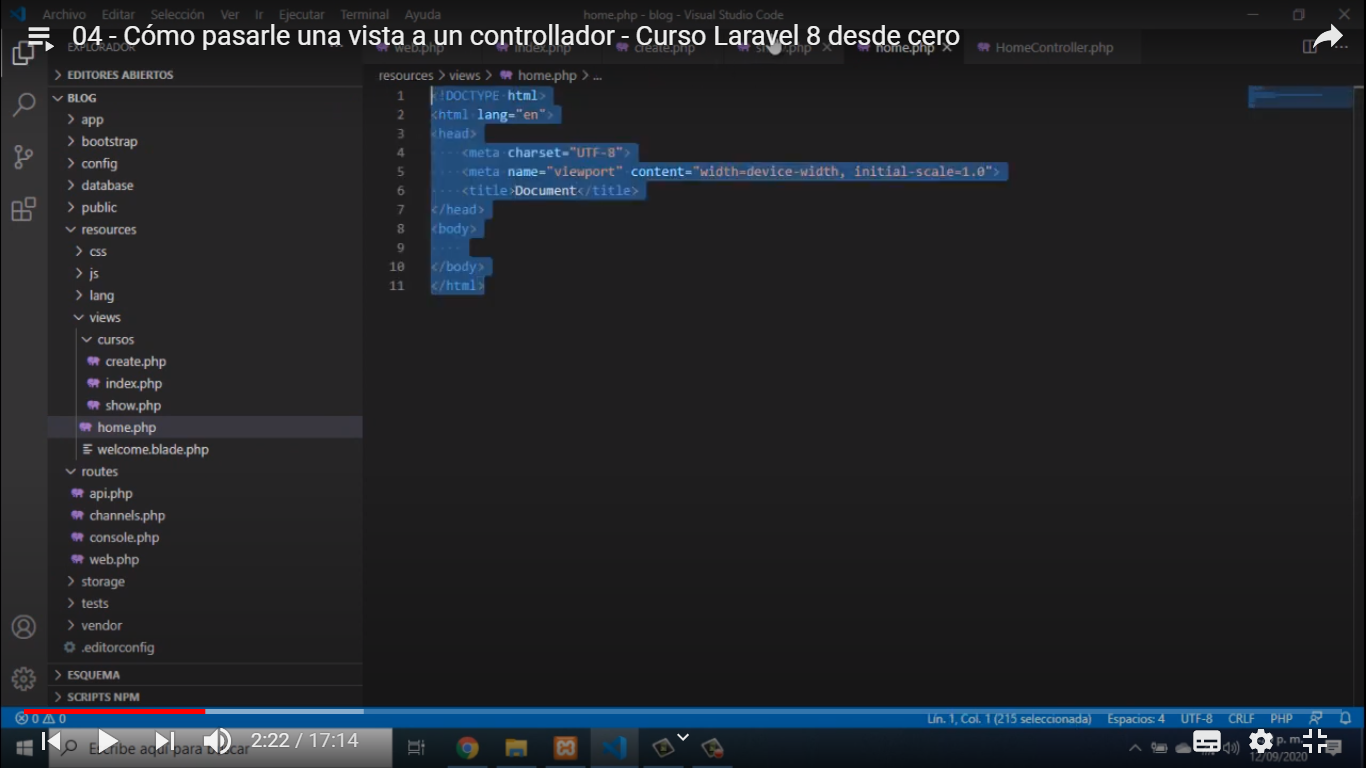 Archivo Editar Selección Ver Ir Ejecutar Terminal Ayuda home.php - blog - Visual Studio Code
04 - Cómo pasarle una vista a un controllador - Curso Laravel 8 desde cero
EXPLORADOR web.php index.php create.php show.php home.php HomeController.php
EDITORES ABIERTOS
BLOG
app
bootstrap
config
database
public
resources
css
js
lang
views
cursos
create.php
index.php
show.php
home.php
welcome.blade.php
routes
api.php
channels.php
console.php
web.php
storage
tests
vendor
.editorconfig
ESQUEMA
SCRIPTS NPM
resources > views > home.php > ...
1 <!DOCTYPE html>
2 <html lang="en">
3 <head>
4 <meta charset="UTF-8">
5 <meta name="viewport" content="width=device-width, initial-scale=1.0">
6 <title>Document</title>
7 </head>
8 <body>
9
10 </body>
11 </html>
0 0 Lín. 1, Col. 1 (215 seleccionada) Espacios: 4 UTF-8 CRLF PHP
Escribe aquí para buscar
2:22 / 17:14
p. m.
12/09/2020